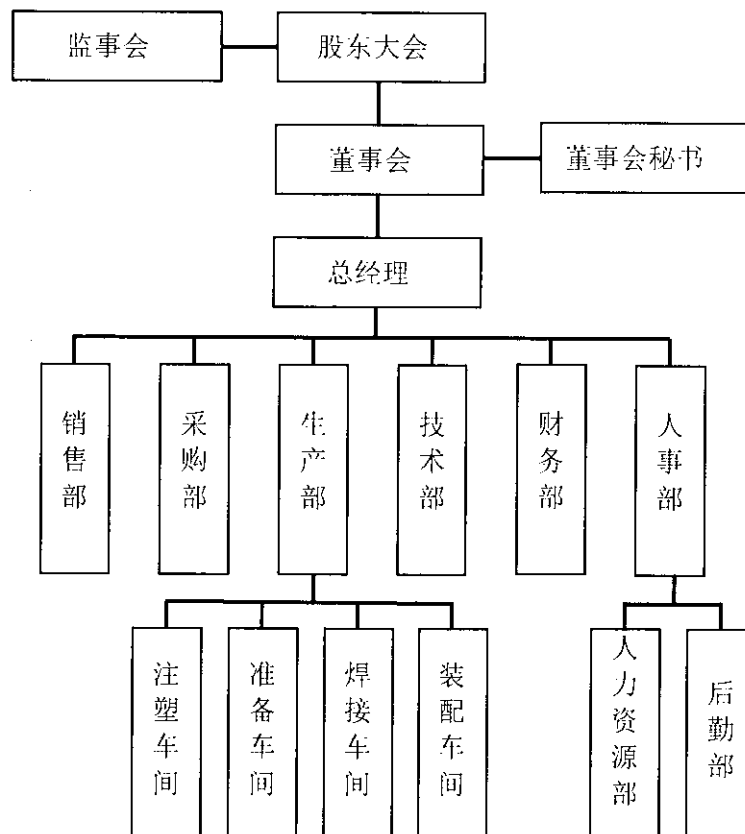 监事会
股东大会
董事会
董事会秘书
总经理
销售部
采购部
生产部
技术部
财务部
人事部
注塑车间
准备车间
焊接车间
装配车间
人力资源部
后勤部